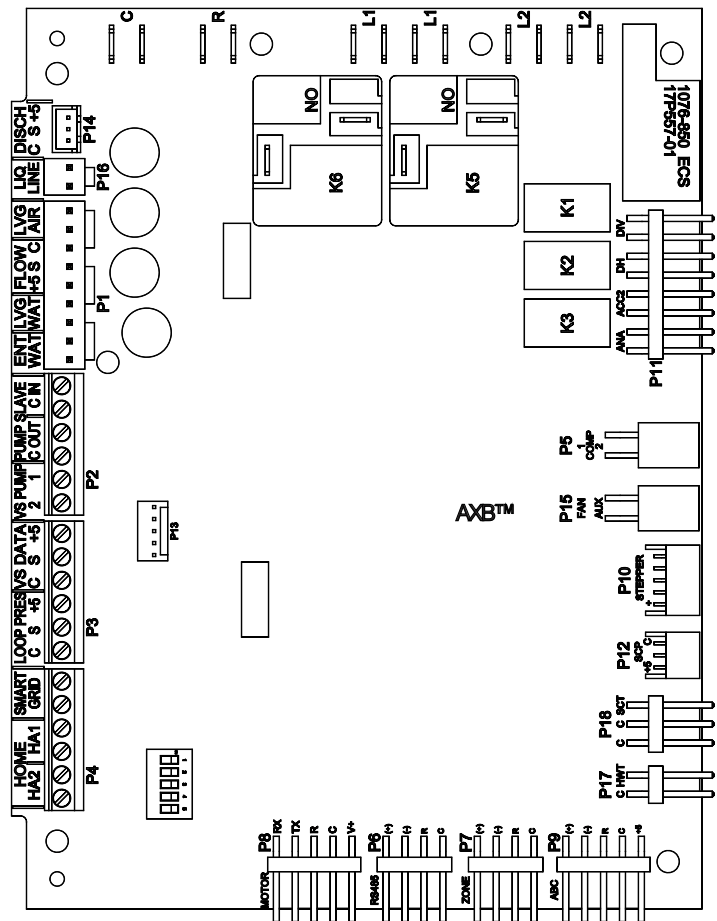 C
R
L1
L1
L2
L2
DISCH
C S +5
P14
LIQ
LINE
P16
LVG
AIR
FLOW
+5 S C
LVG
WAT
ENT
WAT
P1
PUMP SLAVE
C OUT C IN
VS PUMP
2 1
P2
VS DATA
C S +5
LOOP PRES
C S +5
P3
SMART
GRID
HOME
HA2 HA1
P4
NO
K6
NO
K5
K1
K2
K3
1076-850 ECS
17P557-01
DIV
DH
ACC2
ANA
P11
P13
AXB™
P5
1
COMP
2
P15
FAN
AUX
P10
STEPPER
+
P12
SCP
+5 C
P18
C C SCT
P17
C HWT
P8
MOTOR
RX
TX
R
C
V+
P6
RS485
(+)
(-)
R
C
P7
ZONE
(+)
(-)
R
C
P9
ABC
(+)
(-)
R
C
+5